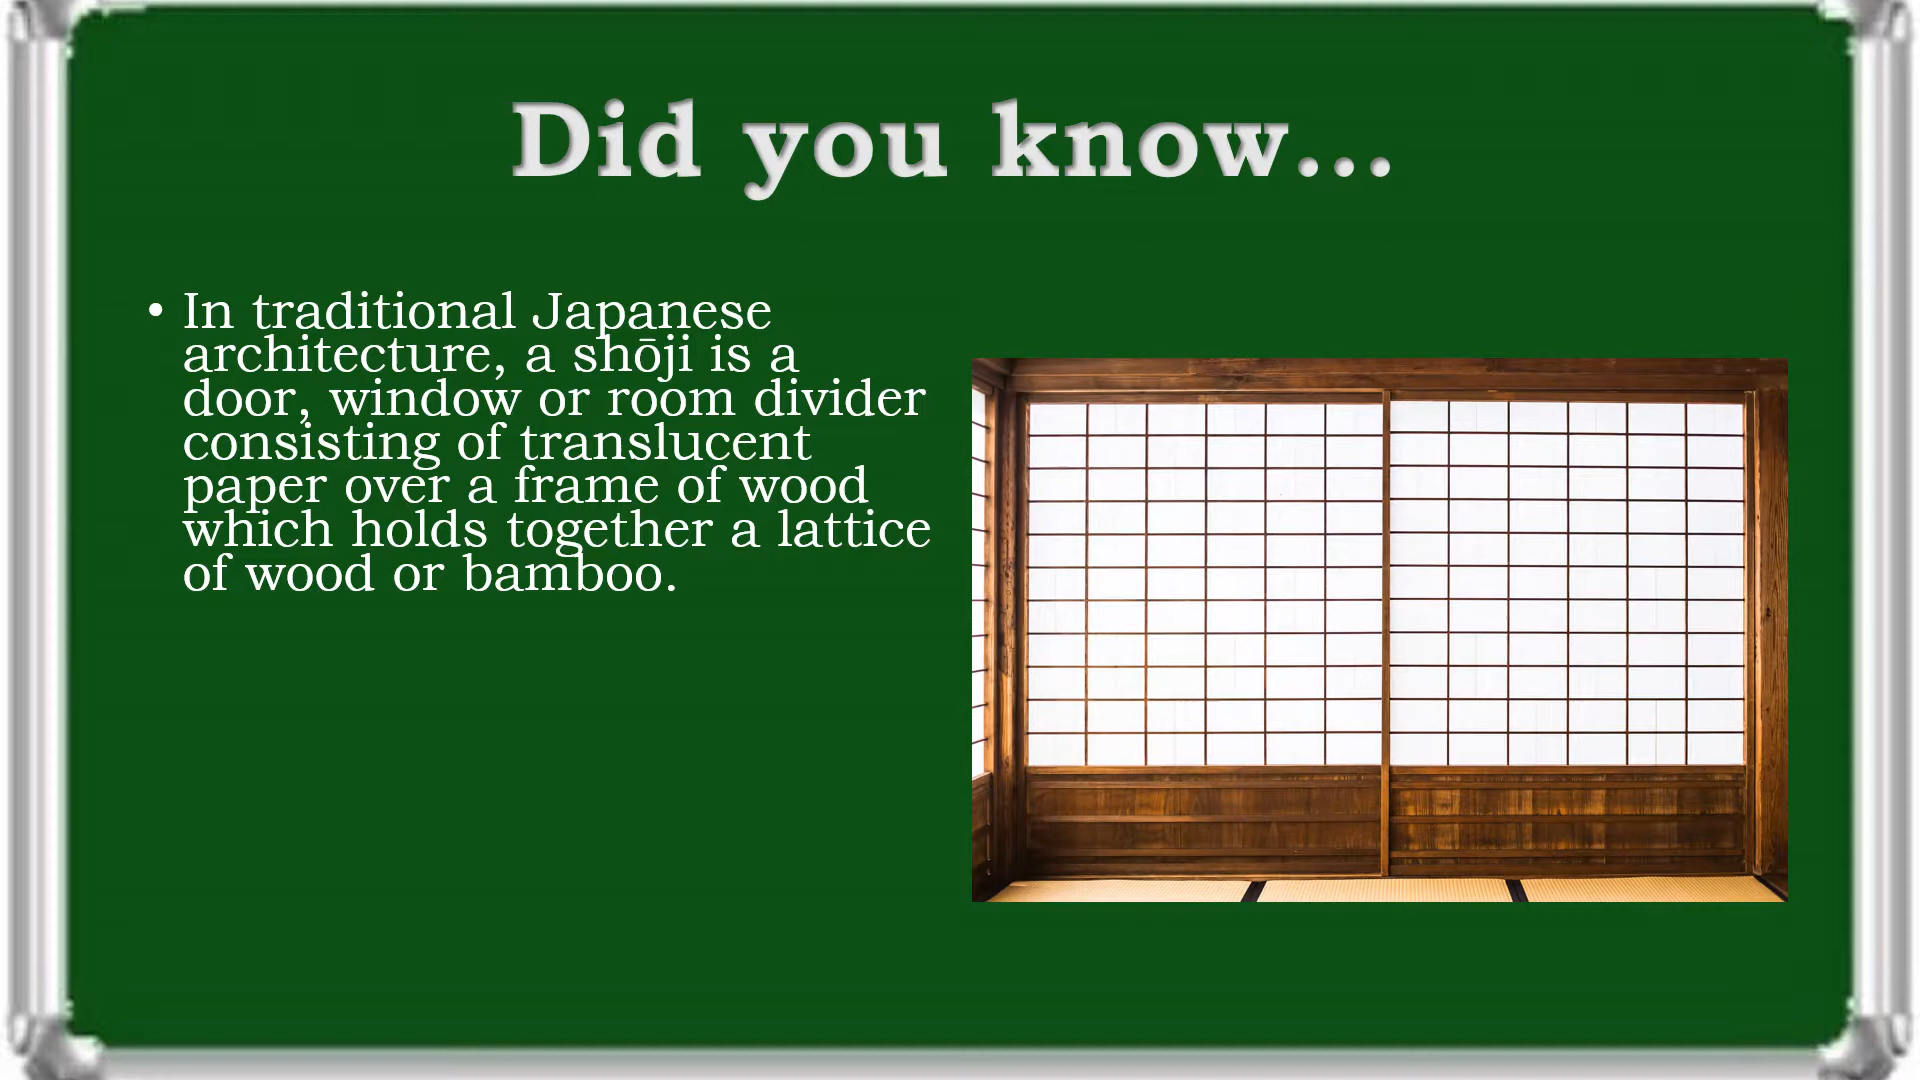 Did you know...
• In traditional Japanese
architecture, a shōji is a
door, window or room divider
consisting of translucent
paper over a frame of wood
which holds together a lattice
of wood or bamboo.